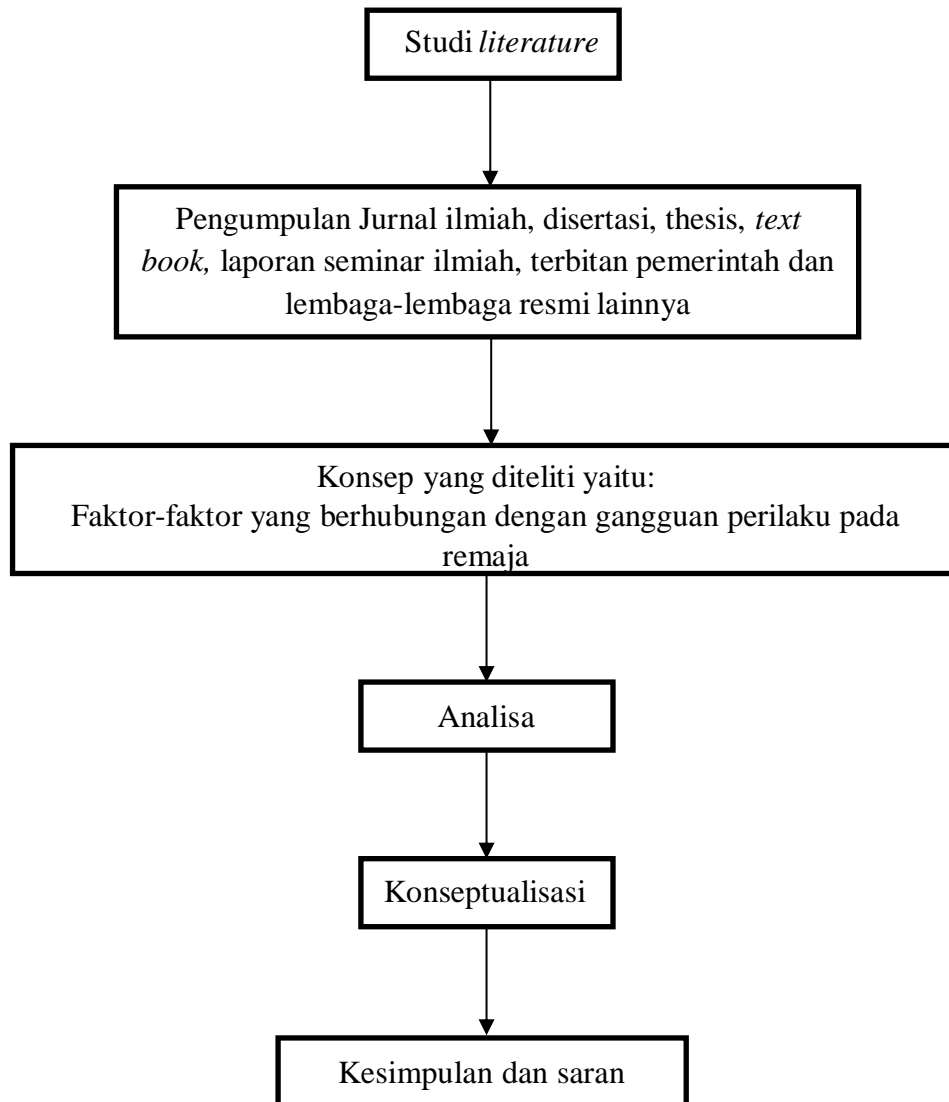 Studi literature
Pengumpulan Jurnal ilmiah, disertasi, thesis, text
book, laporan seminar ilmiah, terbitan pemerintah dan
lembaga-lembaga resmi lainnya
Konsep yang diteliti yaitu:
Faktor-faktor yang berhubungan dengan gangguan perilaku pada
remaja
Analisa
Konseptualisasi
Kesimpulan dan saran